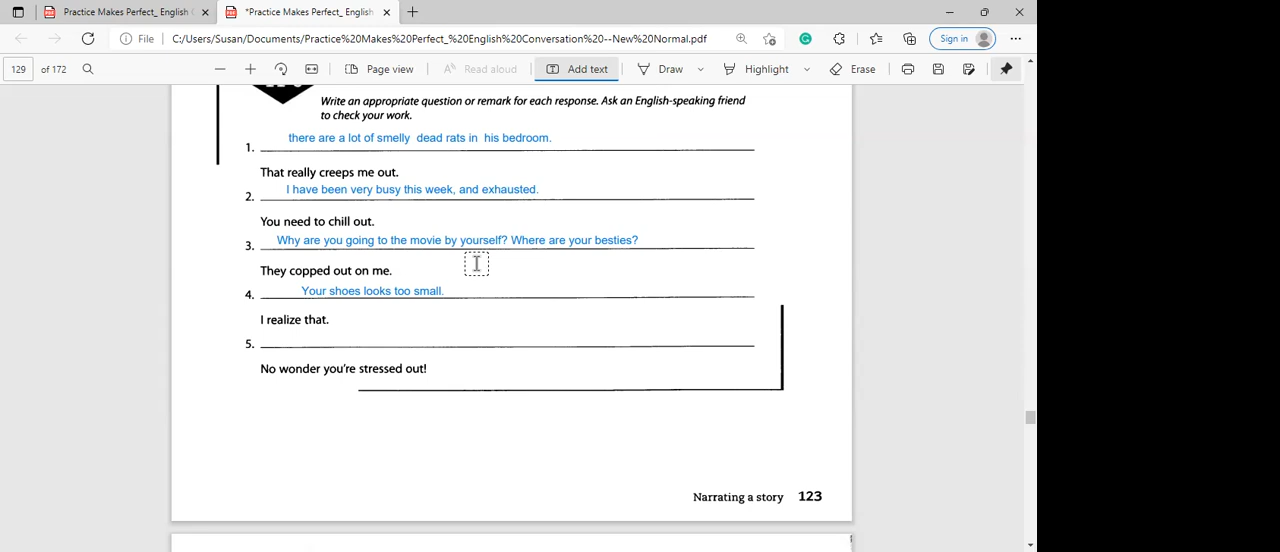 Practice Makes Perfect_ English C
*Practice Makes Perfect_ English
File
C:/Users/Susan/Documents/Practice%20Makes%20Perfect_%20English%20Conversation%20--New%20Normal.pdf
Sign in
129 of 172
Page view
Read aloud
Add text
Draw
Highlight
Erase
Write an appropriate question or remark for each response. Ask an English-speaking friend
to check your work.
1. there are a lot of smelly dead rats in his bedroom.
That really creeps me out.
2. I have been very busy this week, and exhausted.
You need to chill out.
3. Why are you going to the movie by yourself? Where are your besties?
They copped out on me.
4. Your shoes looks too small.
I realize that.
5.
No wonder you're stressed out!
Narrating a story 123